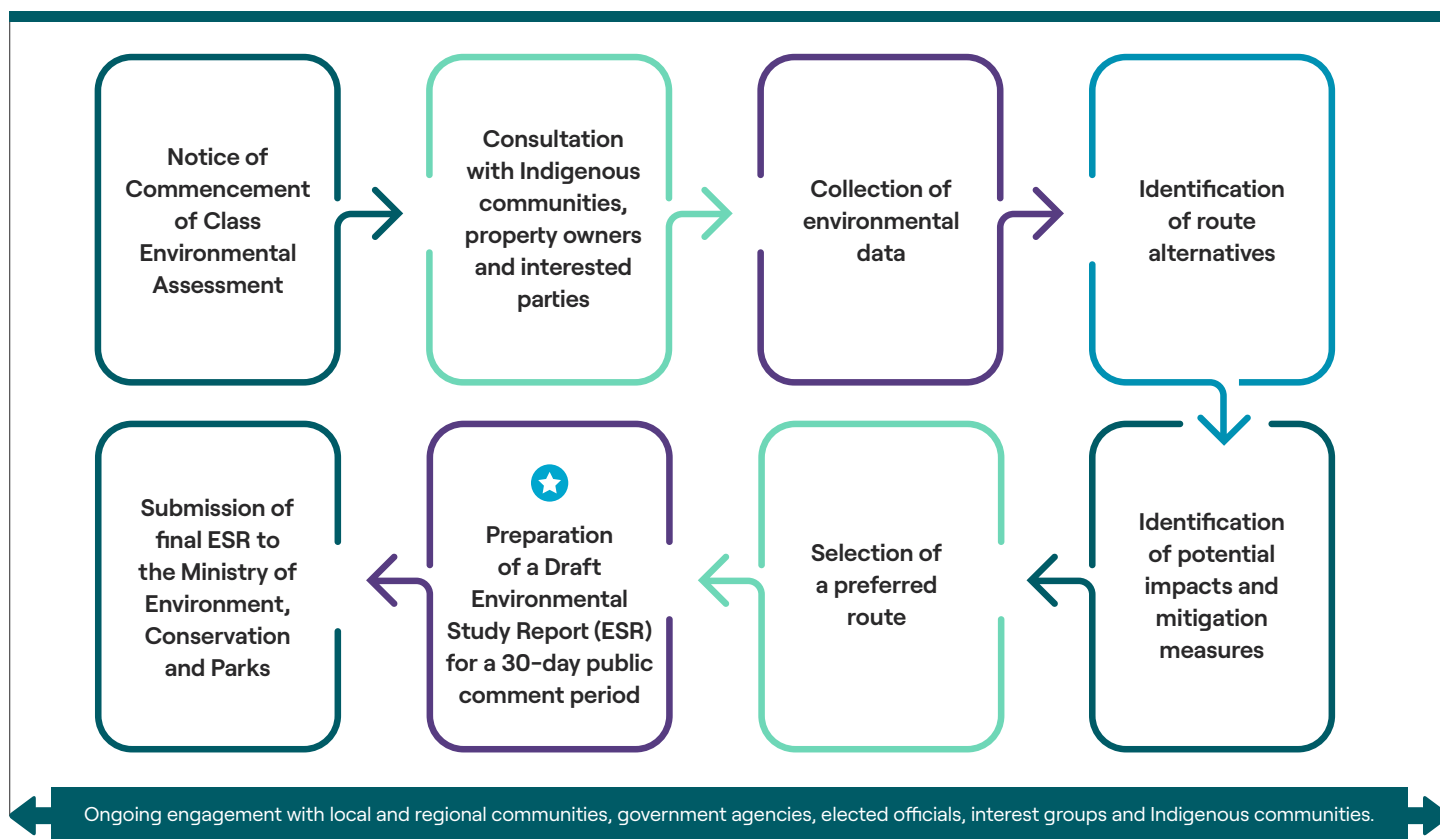 Notice of
Commencement
of Class
Environmental
Assessment
Consultation
with Indigenous
communities,
property owners
and interested
parties
Collection of
environmental
data
Identification
of route
alternatives
Identification
of potential
impacts and
mitigation
measures
Selection of
a preferred
route
Preparation
of a Draft
Environmental
Study Report (ESR)
for a 30-day public
comment period
Submission of
final ESR to
the Ministry of
Environment,
Conservation
and Parks
Ongoing engagement with local and regional communities, government agencies, elected officials, interest groups and Indigenous communities.